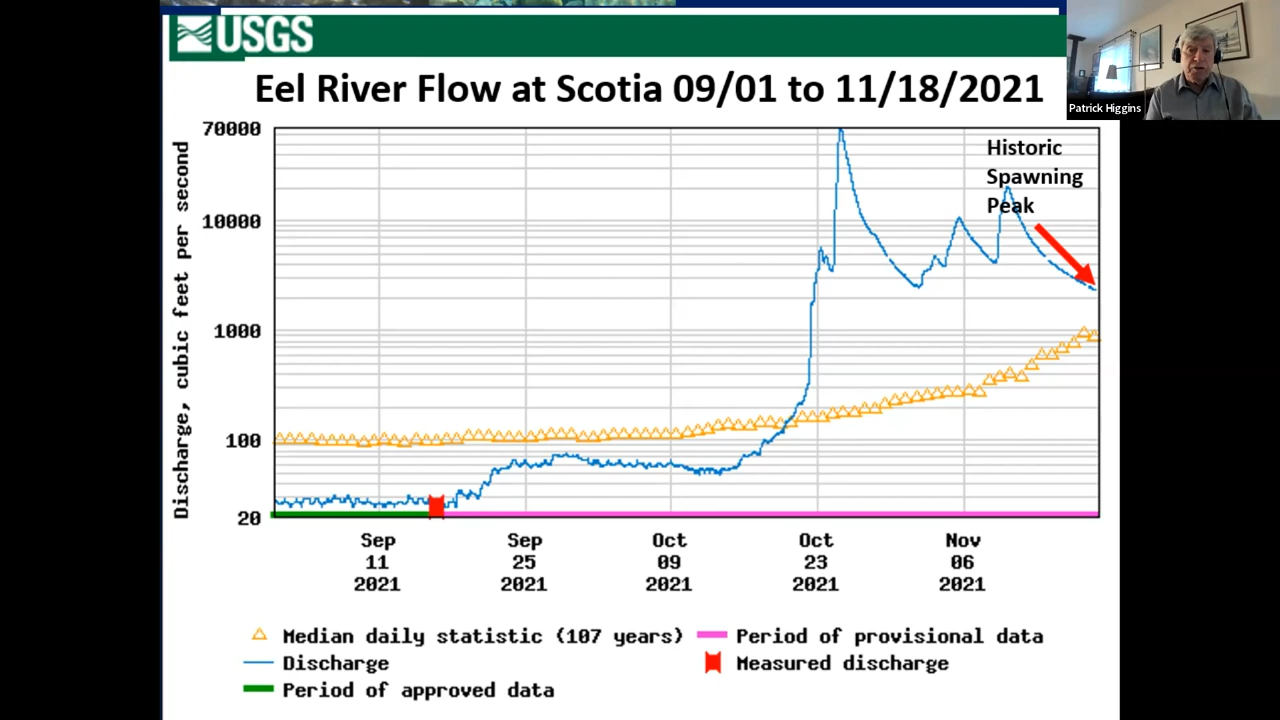 USGS
Eel River Flow at Scotia 09/01 to 11/18/2021
Patrick Higgins
Discharge, cubic feet per second
70000
10000
1000
100
20
Historic
Spawning
Peak
Sep Sep Oct Oct Nov
11 25 09 23 06
2021 2021 2021 2021 2021
Median daily statistic (107 years) Period of provisional data
Discharge Measured discharge
Period of approved data